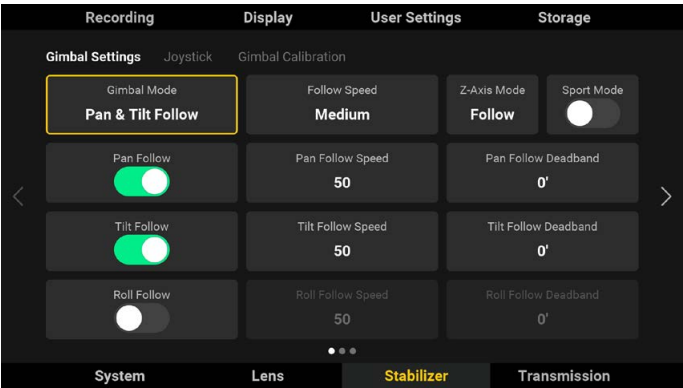 Recording Display User Settings Storage
Gimbal Settings Joystick Gimbal Calibration
Gimbal Mode Follow Speed Z-Axis Mode Sport Mode
Pan & Tilt Follow Medium Follow
Pan Follow Pan Follow Speed Pan Follow Deadband
50 0'
Tilt Follow Tilt Follow Speed Tilt Follow Deadband
50 0'
Roll Follow Roll Follow Speed Roll Follow Deadband
50 0'
System Lens Stabilizer Transmission